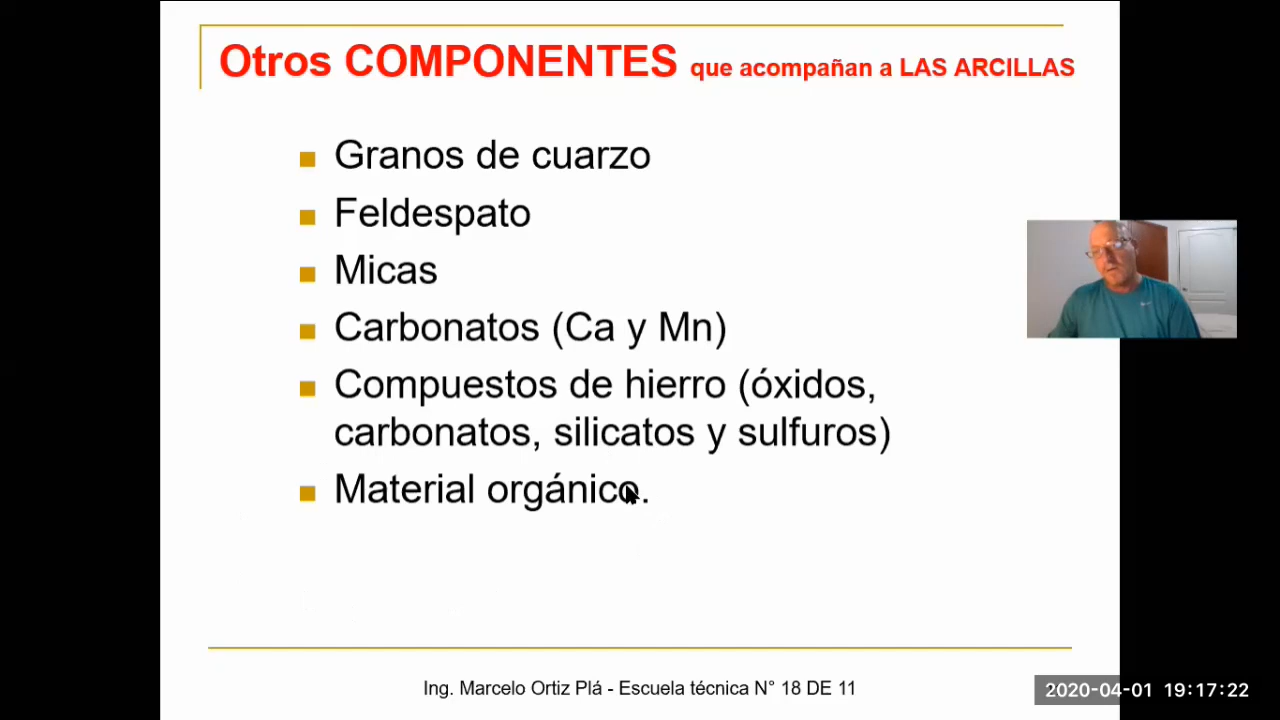 Otros COMPONENTES que acompañan a LAS ARCILLAS
Granos de cuarzo
Feldespato
Micas
Carbonatos (Ca y Mn)
Compuestos de hierro (óxidos,
carbonatos, silicatos y sulfuros)
Material orgánico.
Ing. Marcelo Ortiz Plá - Escuela técnica N° 18 DE 11
2020-04-01 19:17:22